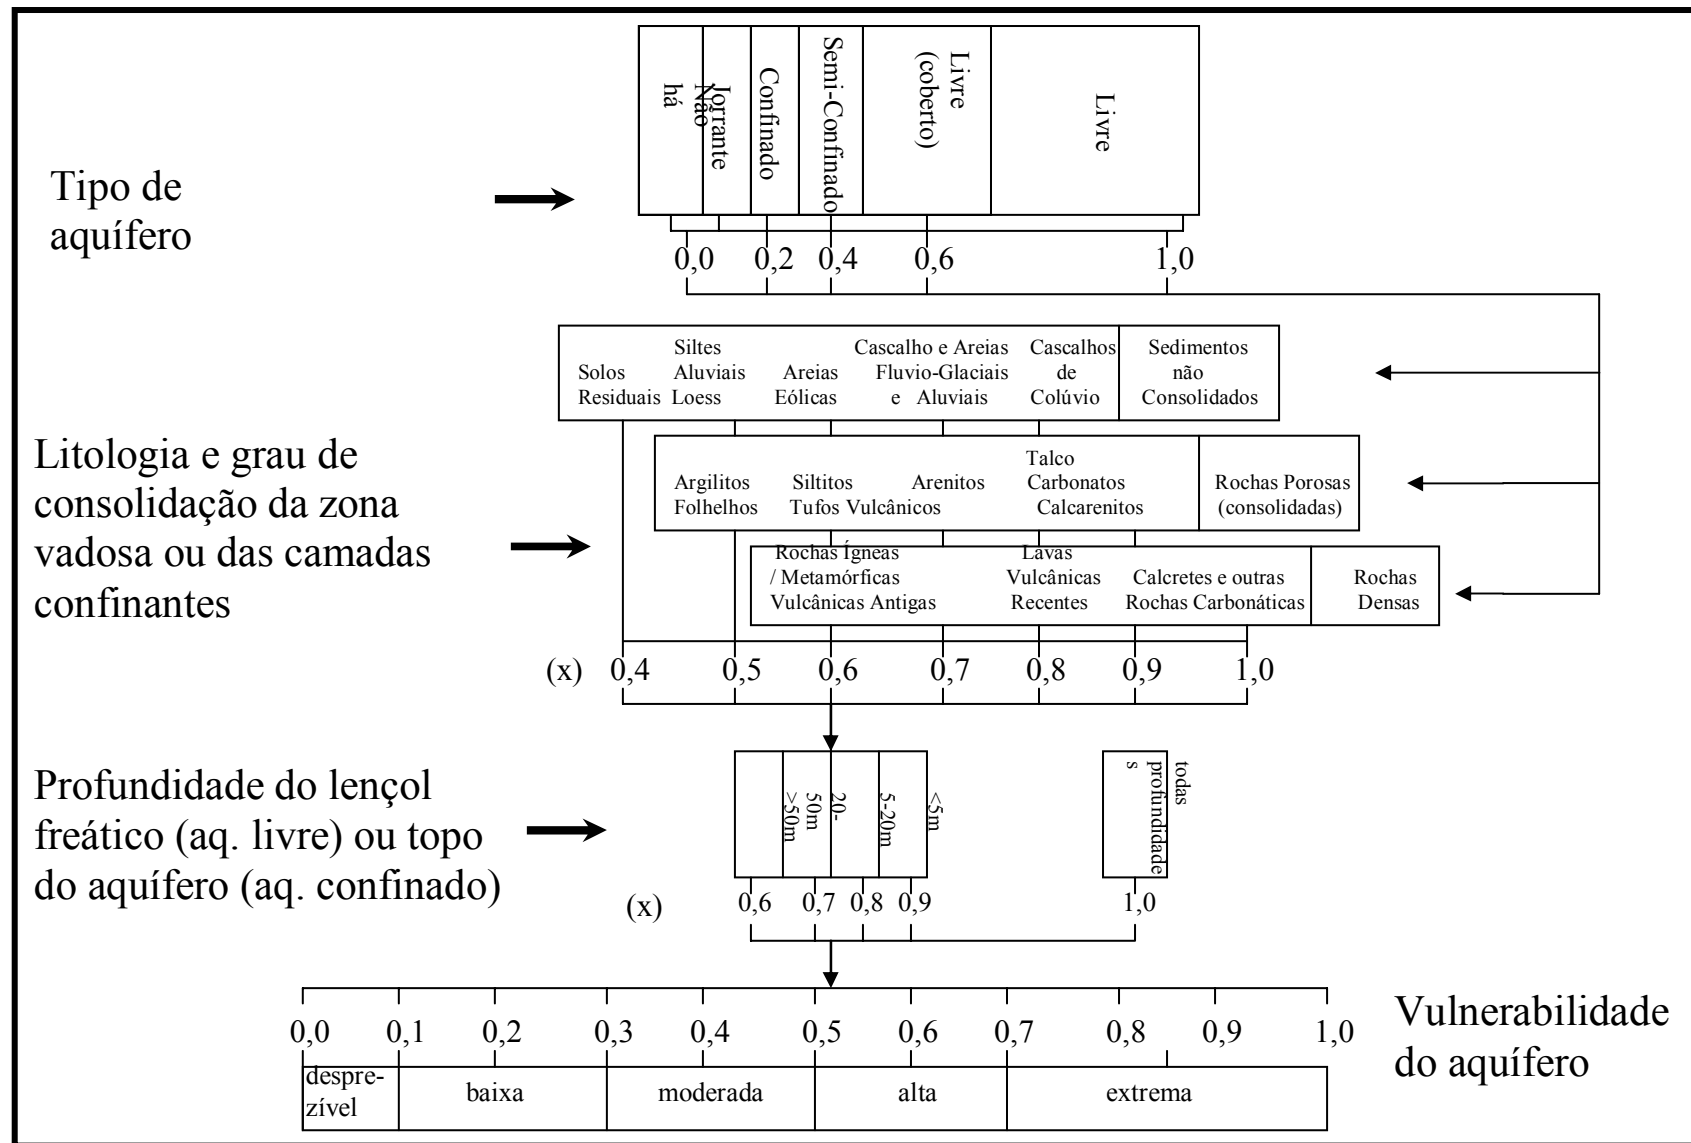 Não
há
Jorrante
Confinado
Semi-Confinado
Livre
(coberto)
Livre
Tipo de
aquífero
0,0 0,2 0,4 0,6 1,0
Solos
Residuais
Siltes
Aluviais
Loess
Areias
Eólicas
Cascalho e Areias
Fluvio-Glaciais
e Aluviais
Cascalhos
de
Colúvio
Sedimentos
não
Consolidados
Litologia e grau de
consolidação da zona
vadosa ou das camadas
confinantes
Argilitos
Folhelhos
Siltitos
Tufos Vulcânicos
Arenitos
Talco
Carbonatos
Calcarenitos
Rochas Porosas
(consolidadas)
Rochas Ígneas
/ Metamórficas
Vulcânicas Antigas
Lavas
Vulcânicas
Recentes
Calcretes e outras
Rochas Carbonáticas
Rochas
Densas
(x) 0,4 0,5 0,6 0,7 0,8 0,9 1,0
Profundidade do lençol
freático (aq. livre) ou topo
do aquífero (aq. confinado)
>50m
20-
50m
5-20m
<5m
todas
profundidade
s
(x) 0,6 0,7 0,8 0,9 1,0
0,0 0,1 0,2 0,3 0,4 0,5 0,6 0,7 0,8 0,9 1,0
despre-
zível
baixa
moderada
alta
extrema
Vulnerabilidade
do aquífero